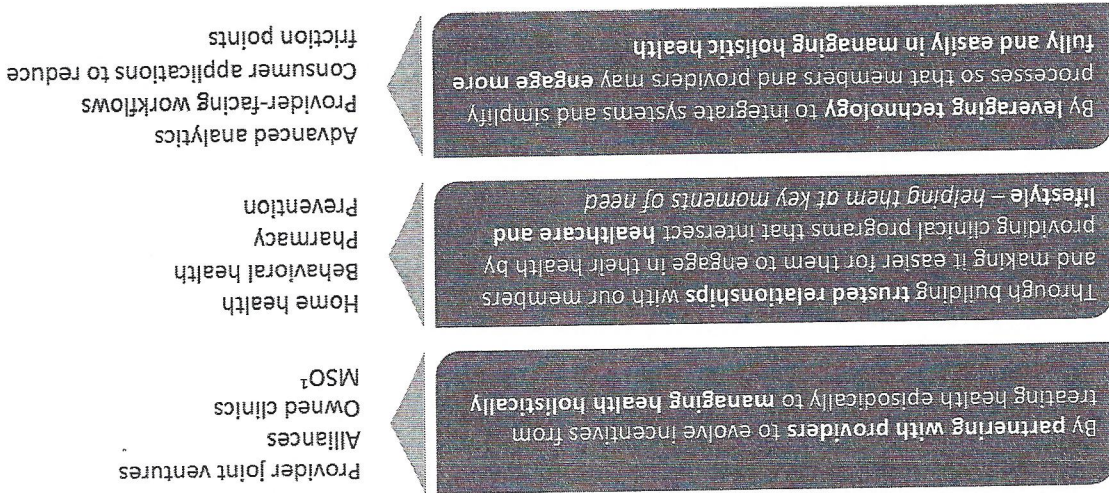 By partnering with providers to evolve incentives from
treating health episodically to managing health holistically
Provider joint ventures
Alliances
Owned clinics
MSO¹
Through building trusted relationships with our members
and making it easier for them to engage in their health by
providing clinical programs that intersect healthcare and
lifestyle – helping them at key moments of need
Home health
Behavioral health
Pharmacy
Prevention
By leveraging technology to integrate systems and simplify
processes so that members and providers may engage more
fully and easily in managing holistic health
Advanced analytics
Provider-facing workflows
Consumer applications to reduce
friction points